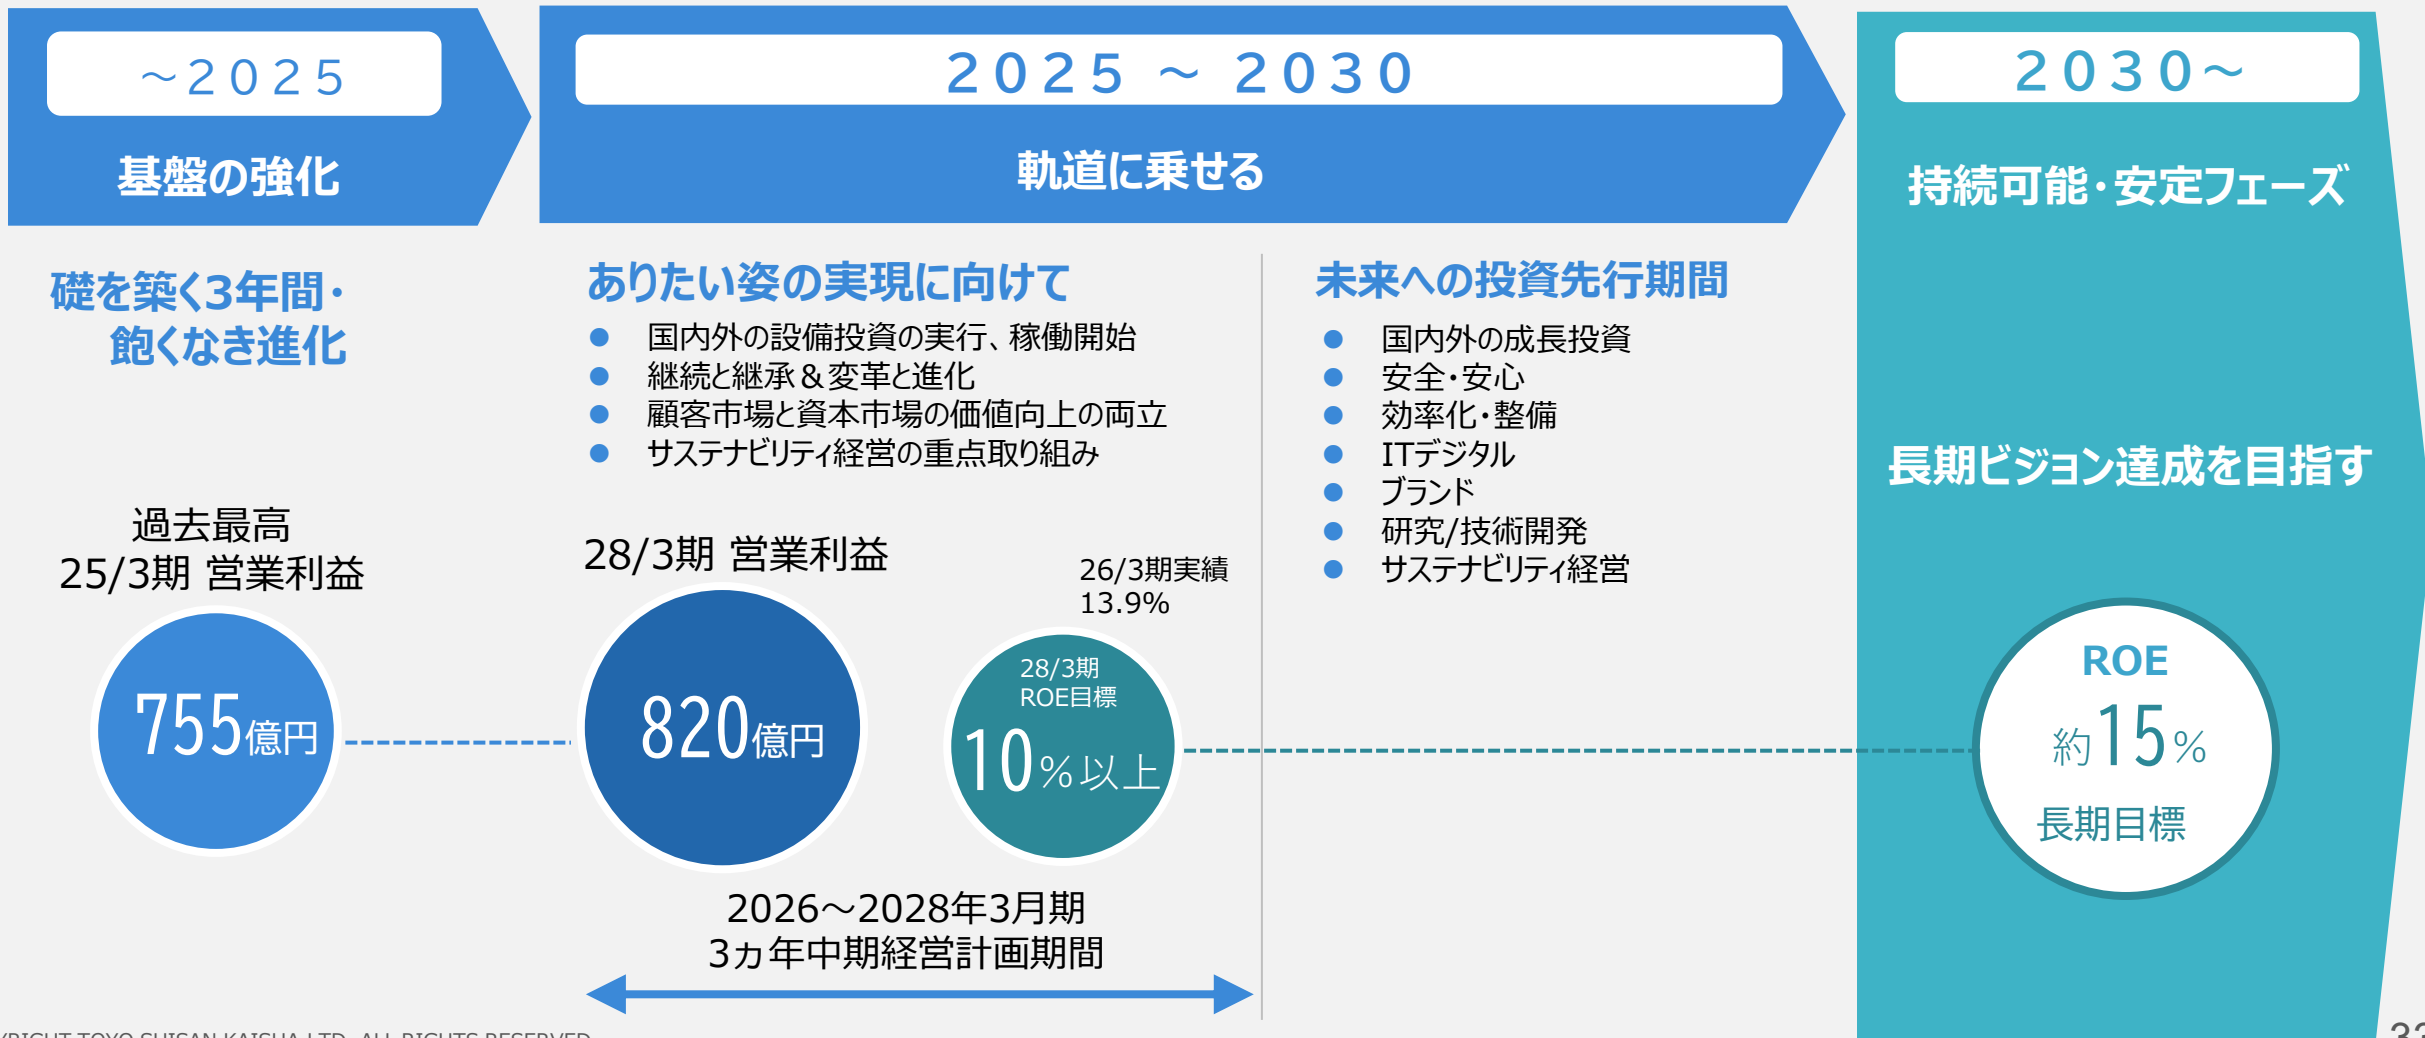 ～２０２５
基盤の強化
礎を築く3年間・
飽くなき進化
過去最高
25/3期 営業利益
755億円
２０２５ ～ ２０３０
軌道に乗せる
ありたい姿の実現に向けて
● 国内外の設備投資の実行、稼働開始
● 継続と継承＆変革と進化
● 顧客市場と資本市場の価値向上の両立
● サステナビリティ経営の重点取り組み
28/3期 営業利益
820億円
26/3期実績
13.9%
28/3期
ROE目標
10％以上
2026～2028年3月期
3ヵ年中期経営計画期間
未来への投資先行期間
● 国内外の成長投資
● 安全・安心
● 効率化・整備
● ITデジタル
● ブランド
● 研究/技術開発
● サステナビリティ経営
２０３０～
持続可能・安定フェーズ
長期ビジョン達成を目指す
ROE
約15％
長期目標
YRIGHT TOYO SUISAN KAISHA,LTD. ALL RIGHTS RESERVED